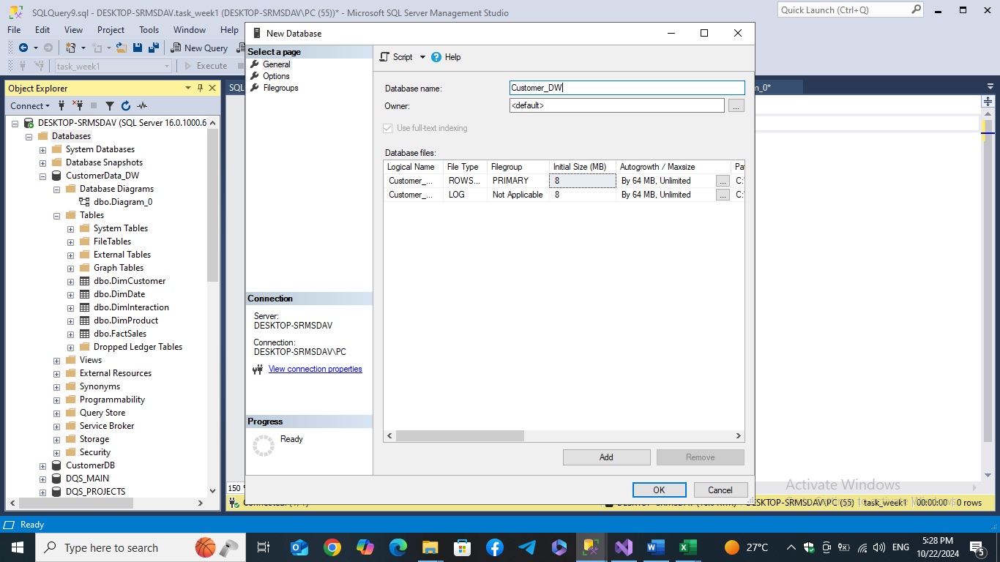 SQLQuery9.sql - DESKTOP-SRMSDAV.task_week1 (DESKTOP-SRMSDAV\PC (55))* - Microsoft SQL Server Management Studio
Quick Launch (Ctrl+Q)
File Edit View Project Tools Window Help
New Query
task_week1 Execute
Object Explorer
Connect
DESKTOP-SRMSDAV (SQL Server 16.0.1000.6
Databases
System Databases
Database Snapshots
CustomerData_DW
Database Diagrams
dbo.Diagram_0
Tables
System Tables
FileTables
External Tables
Graph Tables
dbo.DimCustomer
dbo.DimDate
dbo.DimInteraction
dbo.DimProduct
dbo.FactSales
Dropped Ledger Tables
Views
External Resources
Synonyms
Programmability
Query Store
Service Broker
Storage
Security
CustomerDB
DQS_MAIN
DQS_PROJECTS
SQL
_0*
New Database
Select a page
General
Options
Filegroups
Connection
Server:
DESKTOP-SRMSDAV
Connection:
DESKTOP-SRMSDAV\PC
View connection properties
Progress
Ready
Script Help
Database name: Customer_DW
Owner: <default> ...
Use full-text indexing
Database files:
Logical Name File Type Filegroup Initial Size (MB) Autogrowth / Maxsize Pa
Customer_... ROWS... PRIMARY 8 By 64 MB, Unlimited ... C:\
Customer_... LOG Not Applicable 8 By 64 MB, Unlimited ... C:\
Add Remove
OK Cancel
150 %
DESKTOP-SRMSDAV\PC (55) task_week1 00:00:00 0 rows
Activate Windows
Ready
Type here to search
27°C
ENG
5:28 PM
10/22/2024
5